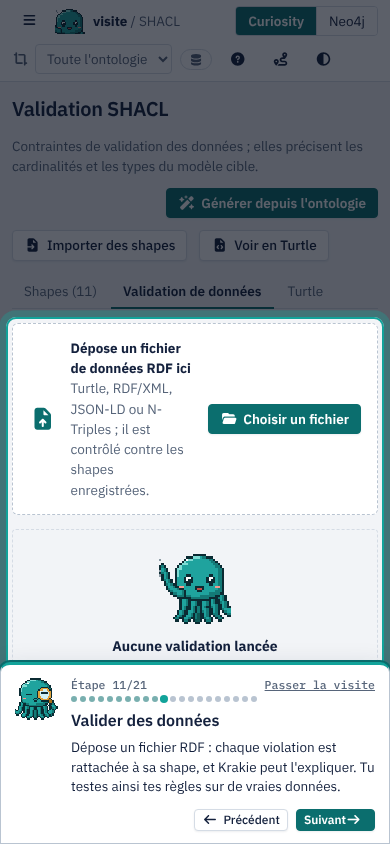 visite / SHACL
Curiosity
Neo4j
Toute l'ontologie
Validation SHACL
Contraintes de validation des données ; elles précisent les
cardinalités et les types du modèle cible.
Générer depuis l'ontologie
Importer des shapes
Voir en Turtle
Shapes (11)
Validation de données
Turtle
Dépose un fichier
de données RDF ici
Turtle, RDF/XML,
JSON-LD ou N-
Triples ; il est
contrôlé contre les
shapes
enregistrées.
Choisir un fichier
Aucune validation lancée
Étape 11/21
Passer la visite
Valider des données
Dépose un fichier RDF : chaque violation est
rattachée à sa shape, et Krakie peut l'expliquer. Tu
testes ainsi tes règles sur de vraies données.
← Précédent
Suivant→